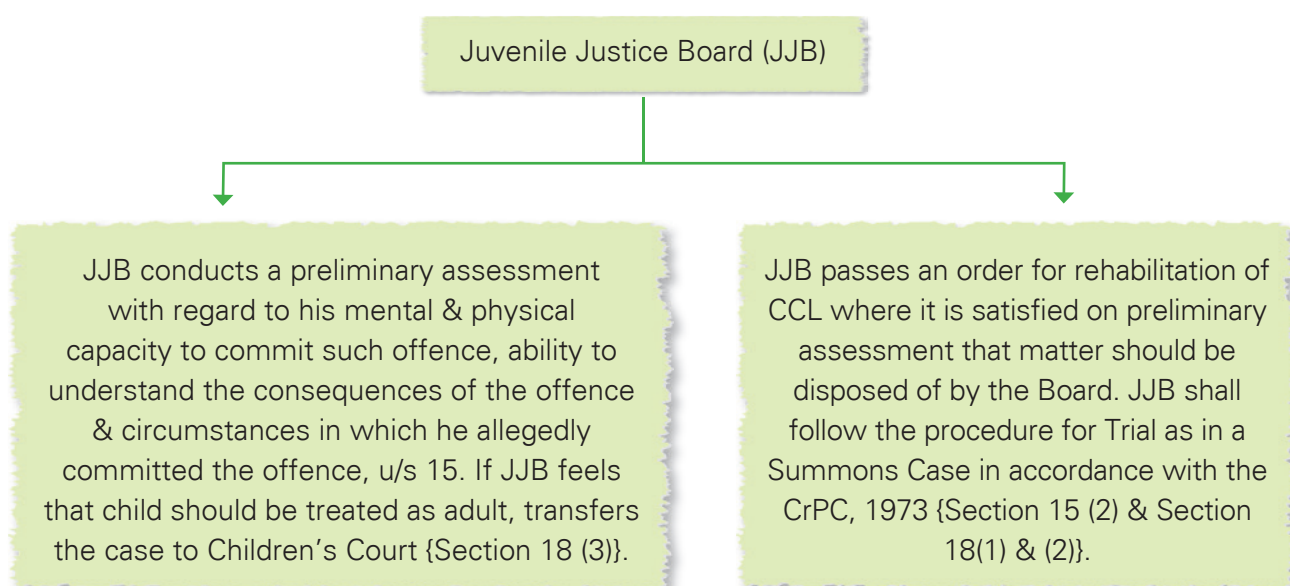 Juvenile Justice Board (JJB)
JJB conducts a preliminary assessment
with regard to his mental & physical
capacity to commit such offence, ability to
understand the consequences of the offence
& circumstances in which he allegedly
committed the offence, u/s 15. If JJB feels
that child should be treated as adult, transfers
the case to Children's Court {Section 18 (3)}.
JJB passes an order for rehabilitation of
CCL where it is satisfied on preliminary
assessment that matter should be
disposed of by the Board. JJB shall
follow the procedure for Trial as in a
Summons Case in accordance with the
CrPC, 1973 {Section 15 (2) & Section
18(1) & (2)}.